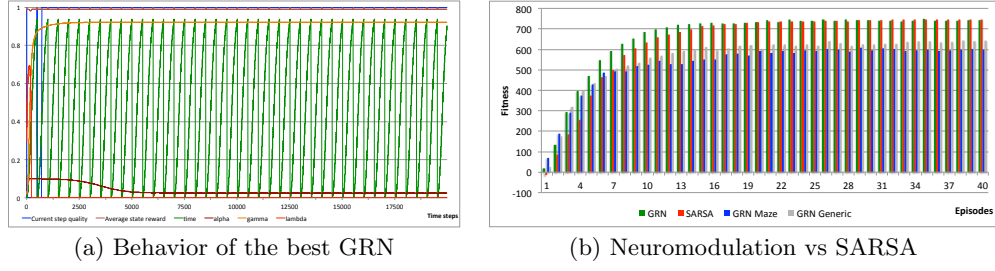 1
0.8
0.6
0.4
0.2
0
0 2500 5000 7500 10000 12500 15000 17500
Time steps
Current step quality Average state reward time alpha gamma lambda
(a) Behavior of the best GRN
800
700
600
500
400
300
200
100
0
-100
Fitness
1 4 7 10 13 16 19 22 25 28 31 34 37 40
GRN SARSA GRN Maze GRN Generic Episodes
(b) Neuromodulation vs SARSA